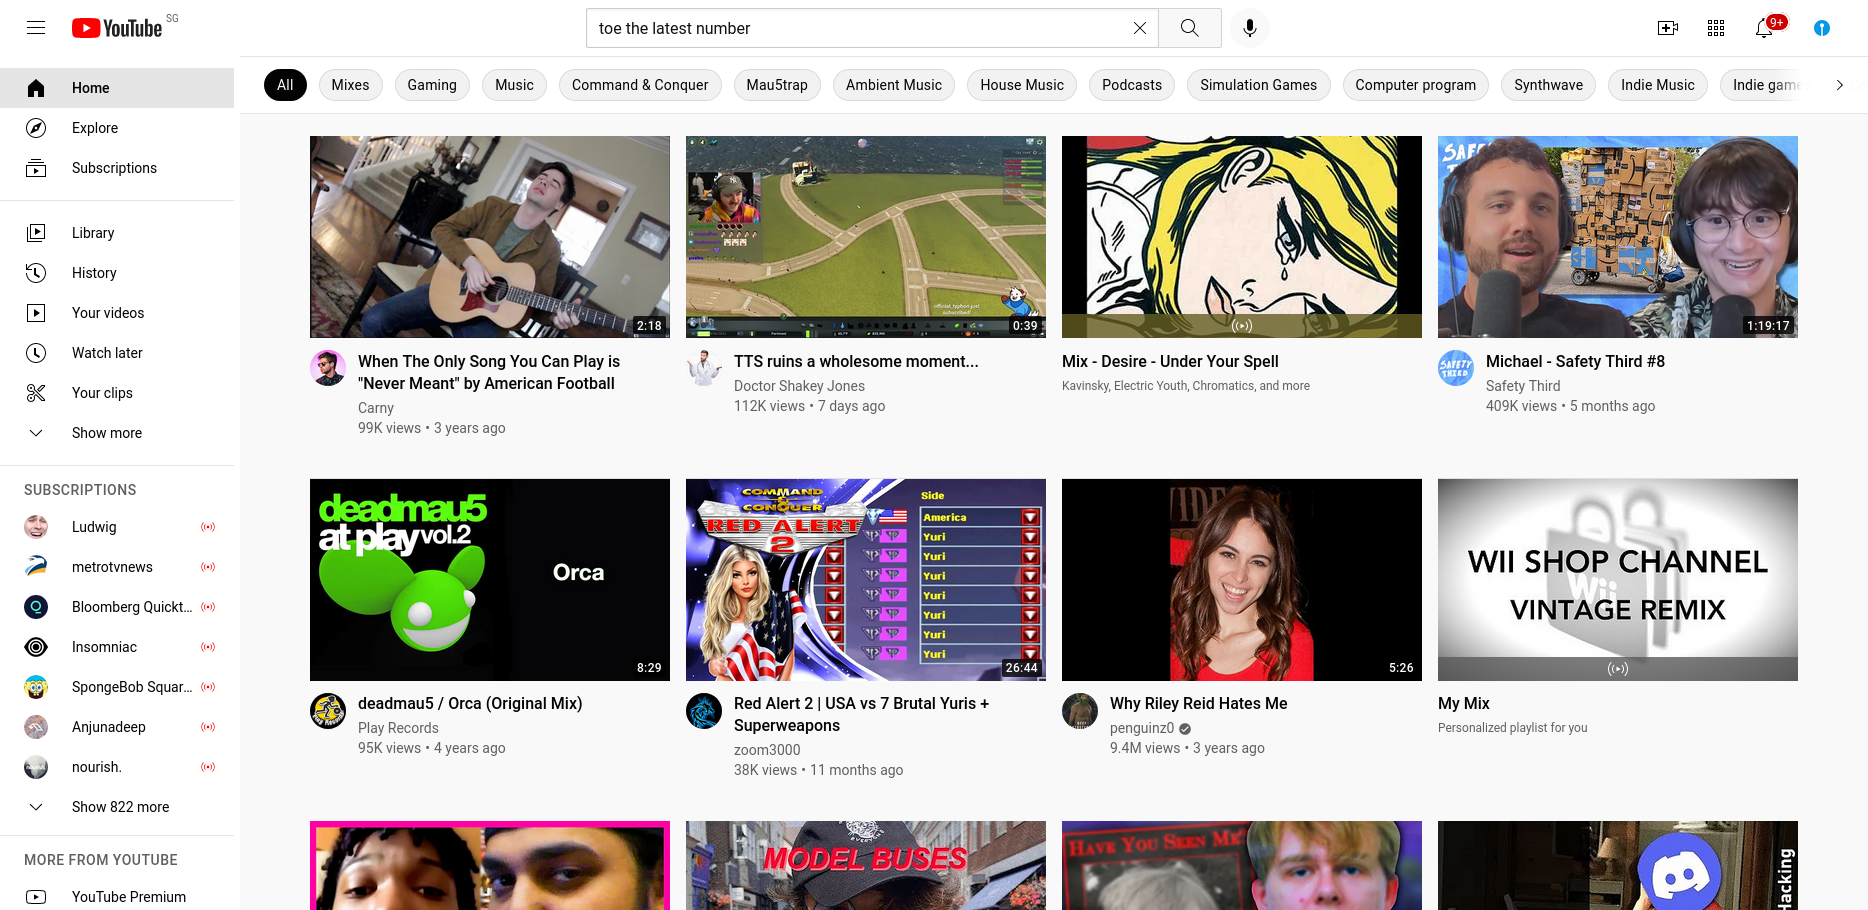 YouTube SG
toe the latest number
9+
Home
Explore
Subscriptions
Library
History
Your videos
Watch later
Your clips
Show more
SUBSCRIPTIONS
Ludwig
metrotvnews
Bloomberg Quickt...
Insomniac
SpongeBob Squar...
Anjunadeep
nourish.
Show 822 more
MORE FROM YOUTUBE
YouTube Premium
All
Mixes
Gaming
Music
Command & Conquer
Mau5trap
Ambient Music
House Music
Podcasts
Simulation Games
Computer program
Synthwave
Indie Music
Indie game
2:18
When The Only Song You Can Play is
"Never Meant" by American Football
Carny
99K views • 3 years ago
official_typhon just
subscribed!
0:39
TTS ruins a wholesome moment...
Doctor Shakey Jones
112K views • 7 days ago
Mix - Desire - Under Your Spell
Kavinsky, Electric Youth, Chromatics, and more
1:19:17
SAFETY
THIRD
Michael - Safety Third #8
Safety Third
409K views • 5 months ago
deadmau5
at play vol.2
Orca
8:29
deadmau5 / Orca (Original Mix)
Play Records
95K views • 4 years ago
COMMAND
&
CONQUER
RED ALERT
2
Side
America
Yuri
Yuri
Yuri
Yuri
Yuri
Yuri
Yuri
26:44
Red Alert 2 | USA vs 7 Brutal Yuris +
Superweapons
zoom3000
38K views • 11 months ago
5:26
Why Riley Reid Hates Me
penguinz0
9.4M views • 3 years ago
WII SHOP CHANNEL
Wii
VINTAGE REMIX
My Mix
Personalized playlist for you
MODEL BUSES
HAVE YOU SEEN ME?
Hacking